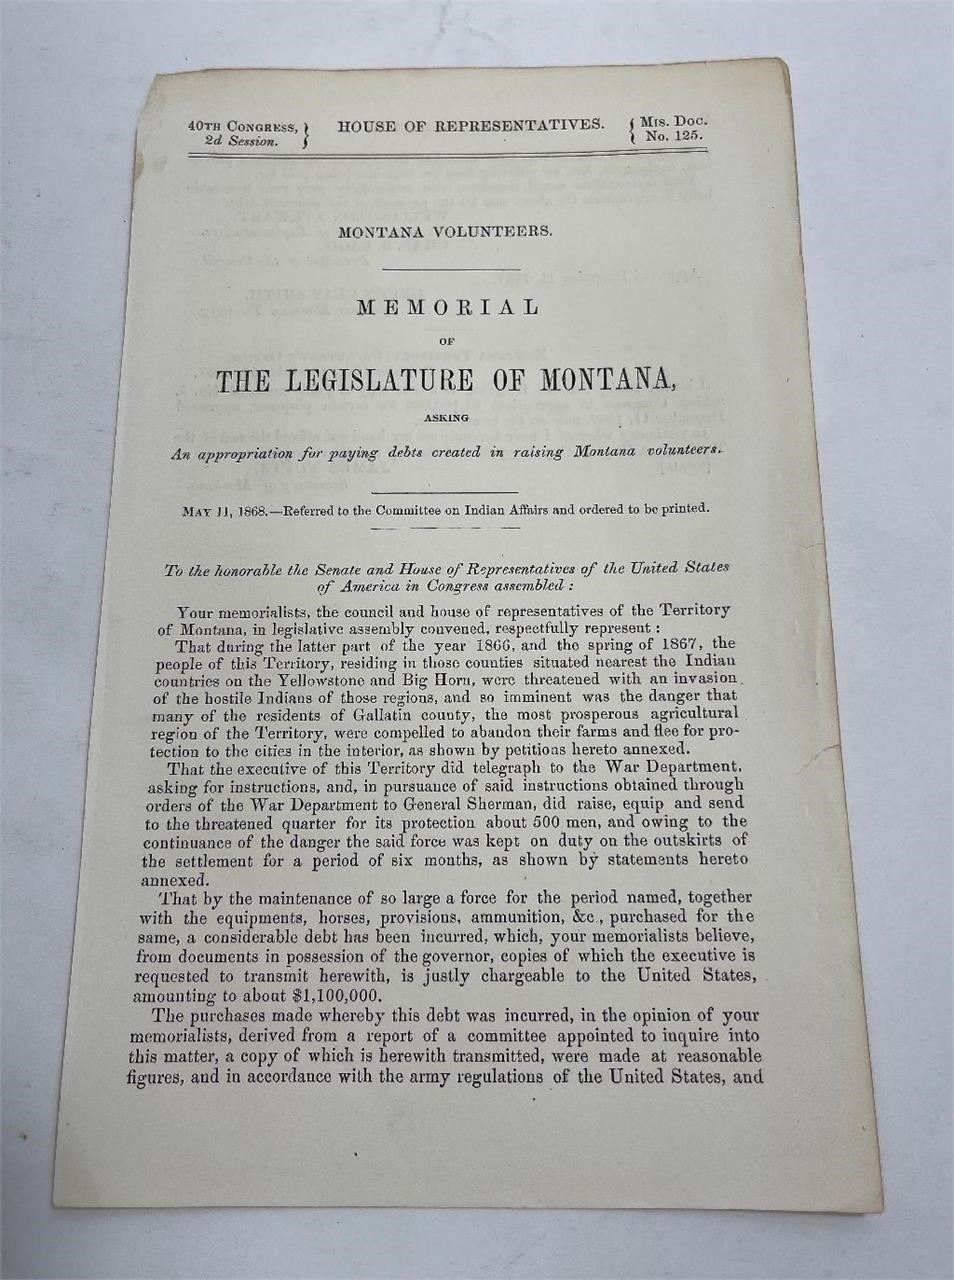 40TH CONGRESS, } HOUSE OF REPRESENTATIVES. { MIS. DOC.
2d Session. } { No. 125.
MONTANA VOLUNTEERS.
MEMORIAL
OF
THE LEGISLATURE OF MONTANA,
ASKING
An appropriation for paying debts created in raising Montana volunteers.
MAY 11, 1868.—Referred to the Committee on Indian Affairs and ordered to be printed.
To the honorable the Senate and House of Representatives of the United States
of America in Congress assembled :
Your memorialists, the council and house of representatives of the Territory
of Montana, in legislative assembly convened, respectfully represent :
That during the latter part of the year 1866, and the spring of 1867, the
people of this Territory, residing in those counties situated nearest the Indian
countries on the Yellowstone and Big Horn, were threatened with an invasion
of the hostile Indians of those regions, and so imminent was the danger that
many of the residents of Gallatin county, the most prosperous agricultural
region of the Territory, were compelled to abandon their farms and flee for pro-
tection to the cities in the interior, as shown by petitions hereto annexed.
That the executive of this Territory did telegraph to the War Department,
asking for instructions, and, in pursuance of said instructions obtained through
orders of the War Department to General Sherman, did raise, equip and send
to the threatened quarter for its protection about 500 men, and owing to the
continuance of the danger the said force was kept on duty on the outskirts of
the settlement for a period of six months, as shown by statements hereto
annexed.
That by the maintenance of so large a force for the period named, together
with the equipments, horses, provisions, ammunition, &c., purchased for the
same, a considerable debt has been incurred, which, your memorialists believe,
from documents in possession of the governor, copies of which the executive is
requested to transmit herewith, is justly chargeable to the United States,
amounting to about $1,100,000.
The purchases made whereby this debt was incurred, in the opinion of your
memorialists, derived from a report of a committee appointed to inquire into
this matter, a copy of which is herewith transmitted, were made at reasonable
figures, and in accordance with the army regulations of the United States, and